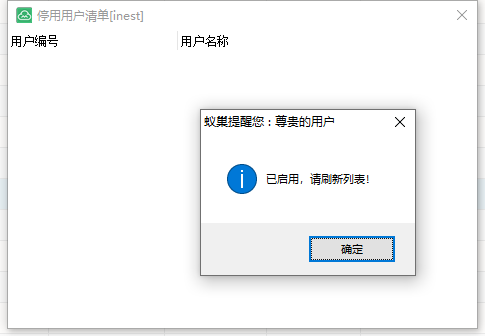 停用用户清单[inest]
用户编号 用户名称
蚁巢提醒您：尊贵的用户
已启用，请刷新列表！
确定